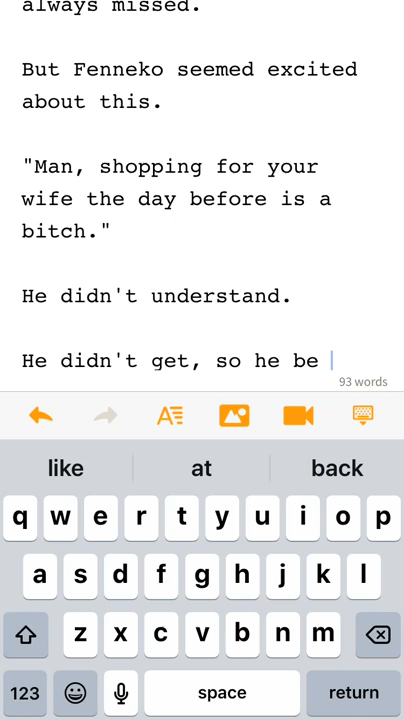 always missed.
But Fenneko seemed excited
about this.
"Man, shopping for your
wife the day before is a
bitch."
He didn't understand.
He didn't get, so he be
93 words
like at back
q w e r t y u i o p
a s d f g h j k l
z x c v b n m
123 space return